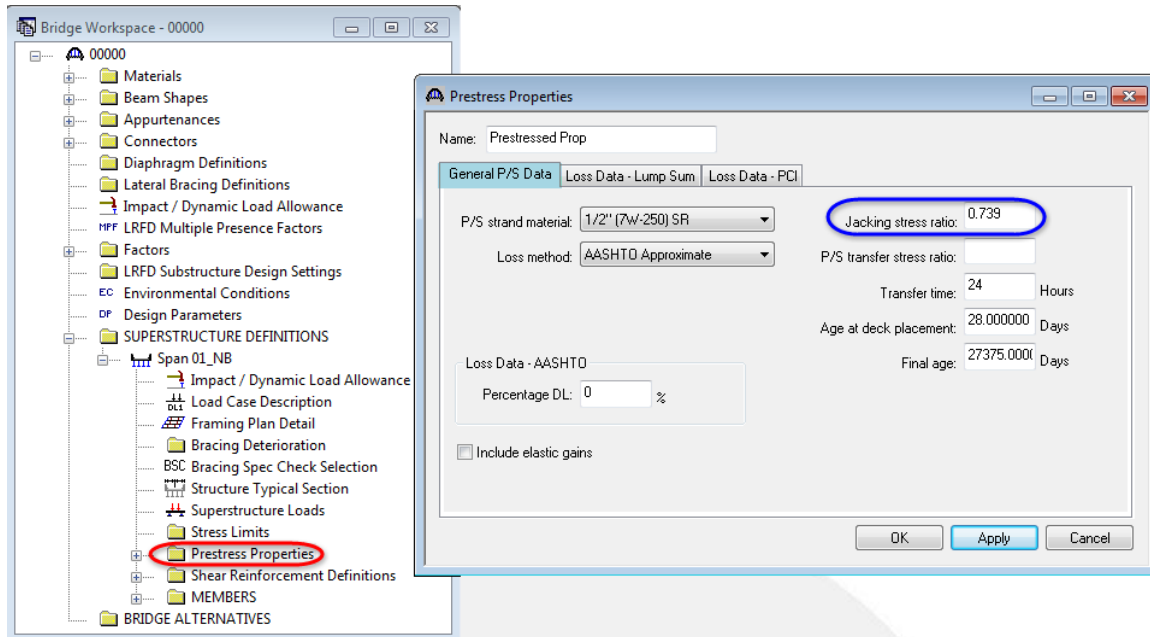 Bridge Workspace - 00000
00000
Materials
Beam Shapes
Appurtenances
Connectors
Diaphragm Definitions
Lateral Bracing Definitions
Impact / Dynamic Load Allowance
MPF LRFD Multiple Presence Factors
Factors
LRFD Substructure Design Settings
EC Environmental Conditions
DP Design Parameters
SUPERSTRUCTURE DEFINITIONS
Span 01_NB
Impact / Dynamic Load Allowance
DL1 Load Case Description
Framing Plan Detail
Bracing Deterioration
BSC Bracing Spec Check Selection
Structure Typical Section
Superstructure Loads
Stress Limits
Prestress Properties
Shear Reinforcement Definitions
MEMBERS
BRIDGE ALTERNATIVES
Prestress Properties
Name: Prestressed Prop
General P/S Data Loss Data - Lump Sum Loss Data - PCI
P/S strand material: 1/2" (7W-250) SR
Loss method: AASHTO Approximate
Jacking stress ratio: 0.739
P/S transfer stress ratio:
Transfer time: 24 Hours
Age at deck placement: 28.000000 Days
Final age: 27375.000( Days
Loss Data - AASHTO
Percentage DL: 0 %
Include elastic gains
OK Apply Cancel